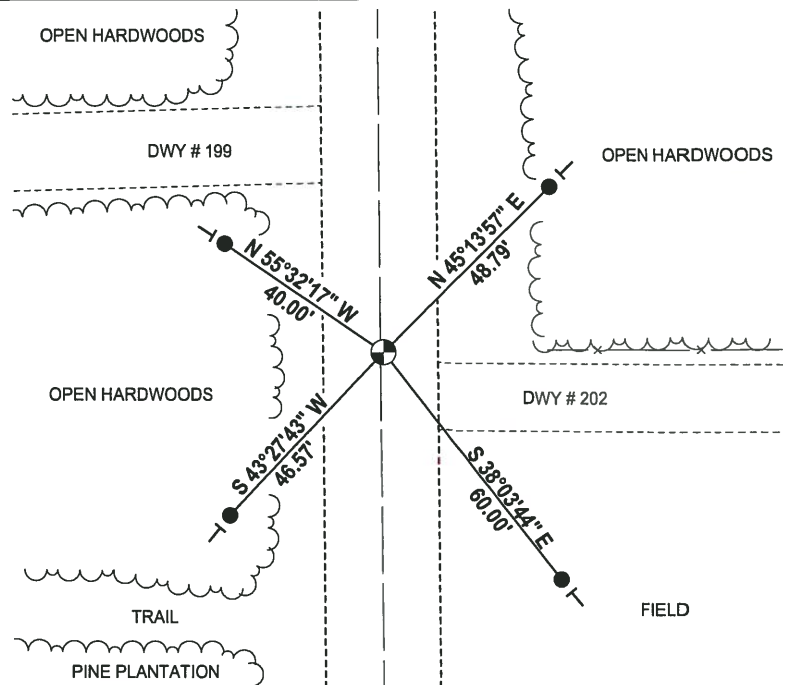 OPEN HARDWOODS
DWY # 199
OPEN HARDWOODS
N 45°13'57" E
48.79'
N 55°32'17" W
40.00'
OPEN HARDWOODS
DWY # 202
S 43°27'43" W
46.57'
S 38°03'44" E
60.00'
TRAIL
FIELD
PINE PLANTATION